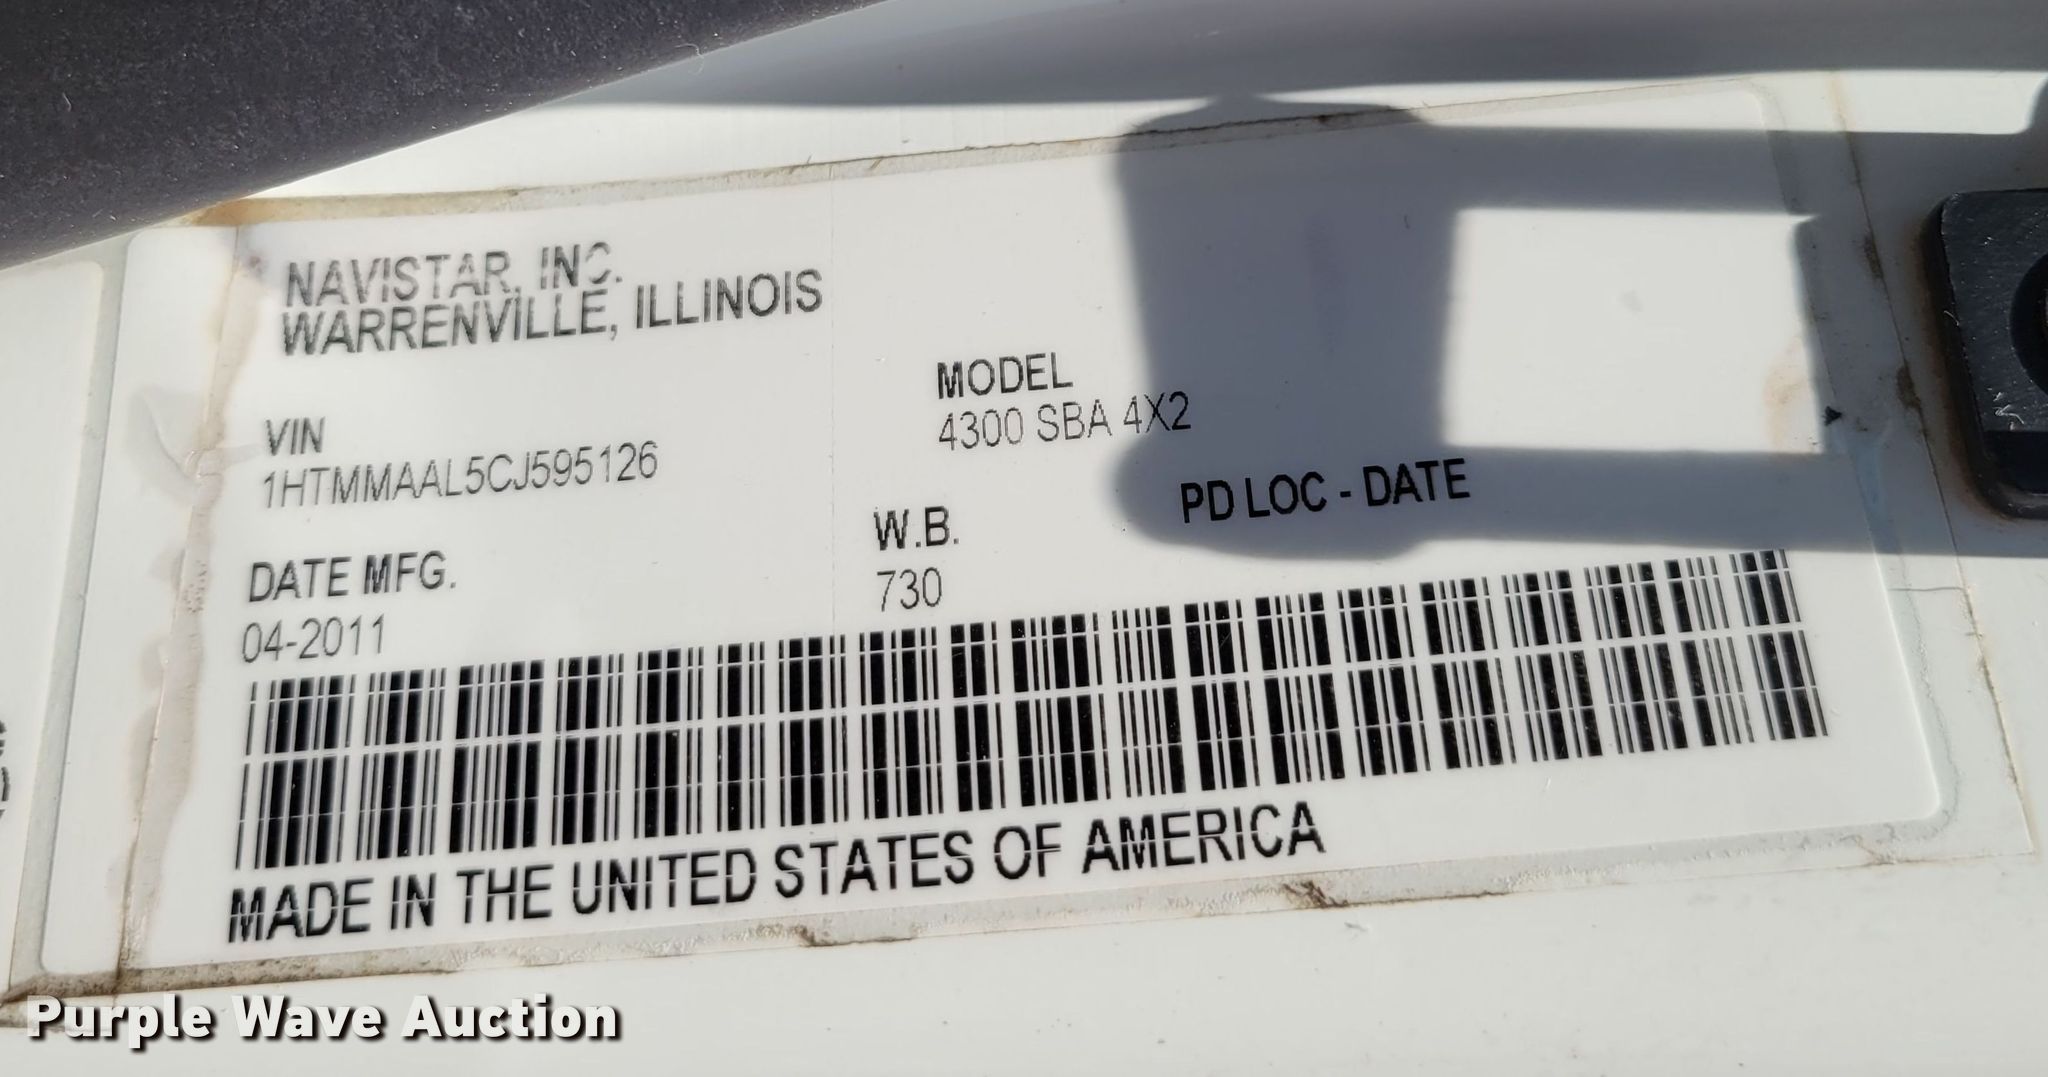 NAVISTAR, INC.
WARRENVILLE, ILLINOIS
VIN
1HTMMAAL5CJ595126
MODEL
4300 SBA 4X2
DATE MFG.
04-2011
W.B.
730
PD LOC - DATE
MADE IN THE UNITED STATES OF AMERICA
Purple Wave Auction